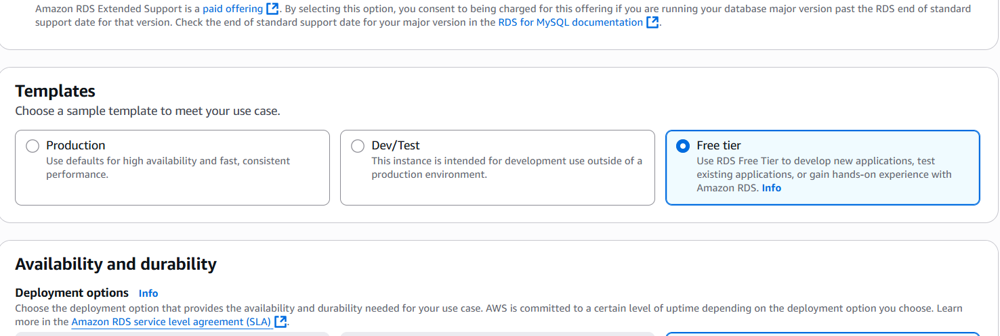 Amazon RDS Extended Support is a paid offering. By selecting this option, you consent to being charged for this offering if you are running your database major version past the RDS end of standard
support date for that version. Check the end of standard support date for your major version in the RDS for MySQL documentation.
Templates
Choose a sample template to meet your use case.
Production
Use defaults for high availability and fast, consistent
performance.
Dev/Test
This instance is intended for development use outside of a
production environment.
Free tier
Use RDS Free Tier to develop new applications, test
existing applications, or gain hands-on experience with
Amazon RDS. Info
Availability and durability
Deployment options Info
Choose the deployment option that provides the availability and durability needed for your use case. AWS is committed to a certain level of uptime depending on the deployment option you choose. Learn
more in the Amazon RDS service level agreement (SLA).